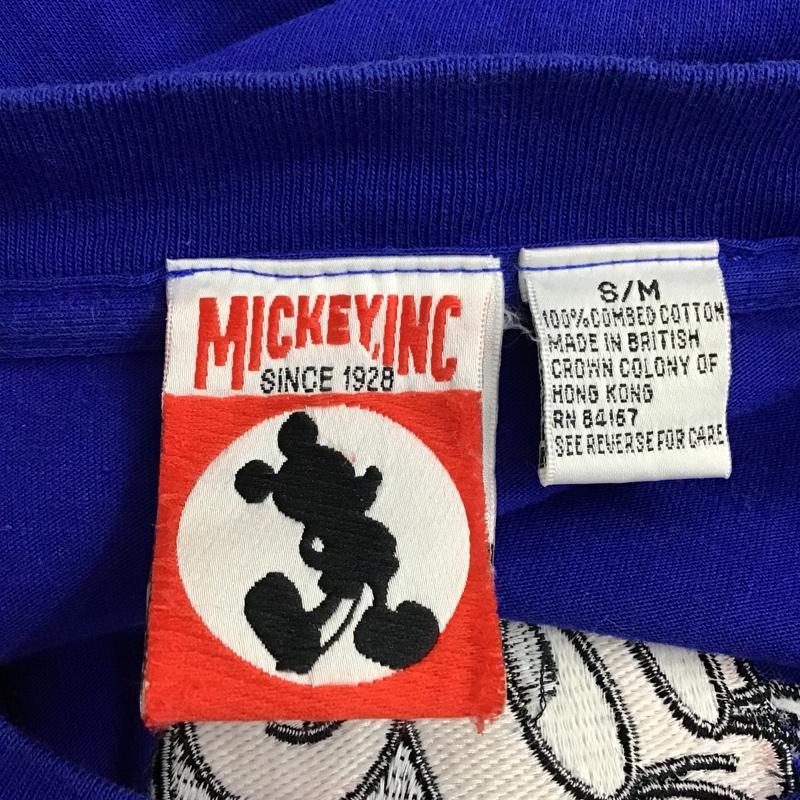 MICKEY, INC
SINCE 1928
S/M
100% COMBED COTTON
MADE IN BRITISH
CROWN COLONY OF
HONG KONG
RN 84167
SEE REVERSE FOR CARE